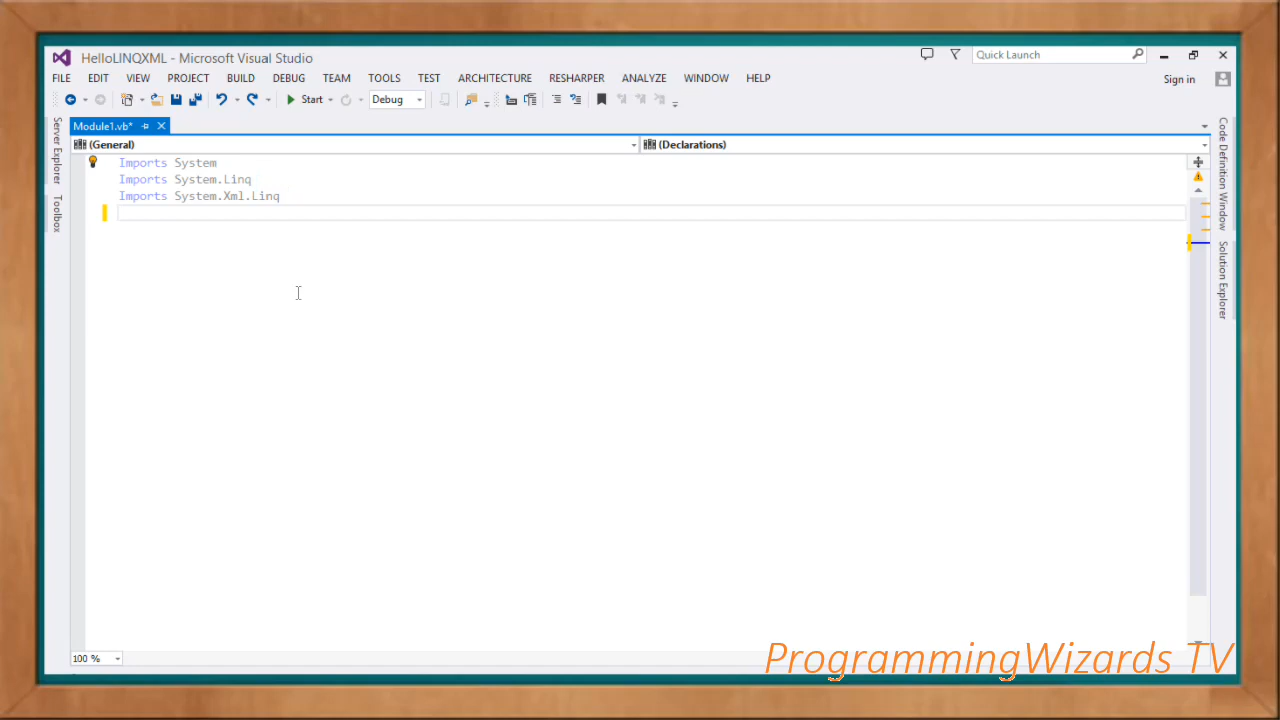 HelloLINQXML - Microsoft Visual Studio
Quick Launch
FILE EDIT VIEW PROJECT BUILD DEBUG TEAM TOOLS TEST ARCHITECTURE RESHARPER ANALYZE WINDOW HELP
Sign in
Start Debug
Server Explorer
Toolbox
Module1.vb*
(General)
(Declarations)
Imports System
Imports System.Linq
Imports System.Xml.Linq
Code Definition Window
Solution Explorer
100 %
ProgrammingWizards TV